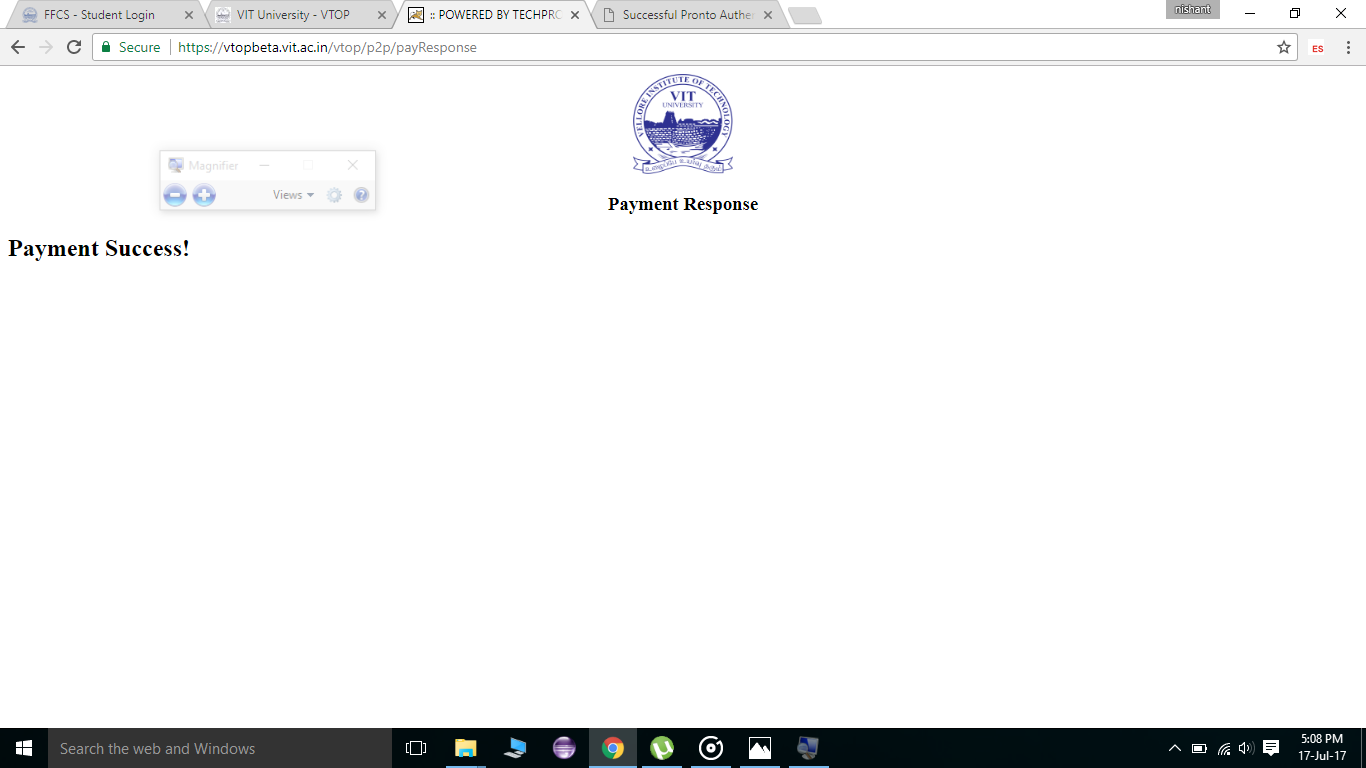 FFCS - Student Login
VIT University - VTOP
:: POWERED BY TECHPRO
Successful Pronto Authen
nishant
Secure
https://vtopbeta.vit.ac.in/vtop/p2p/payResponse
ES
VELLORE INSTITUTE OF TECHNOLOGY
VIT
UNIVERSITY
Magnifier
Views
Payment Response
Payment Success!
Search the web and Windows
5:08 PM
17-Jul-17